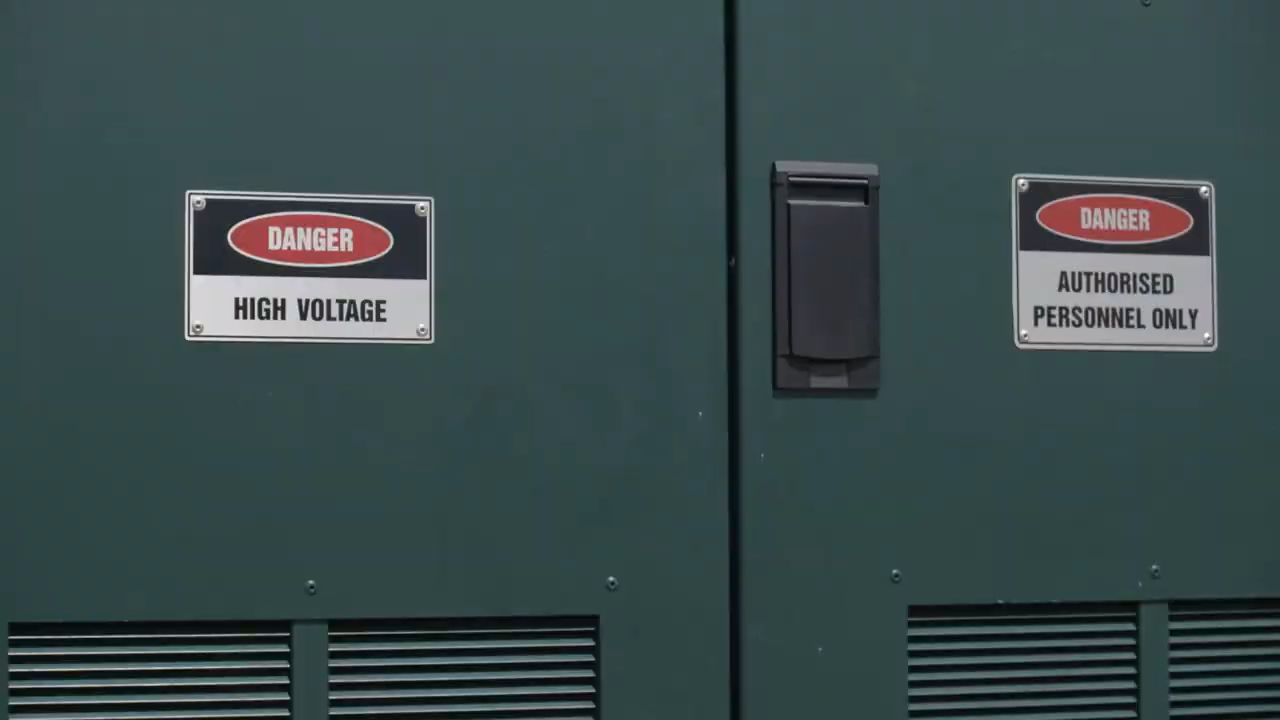 DANGER
HIGH VOLTAGE
DANGER
AUTHORISED
PERSONNEL ONLY